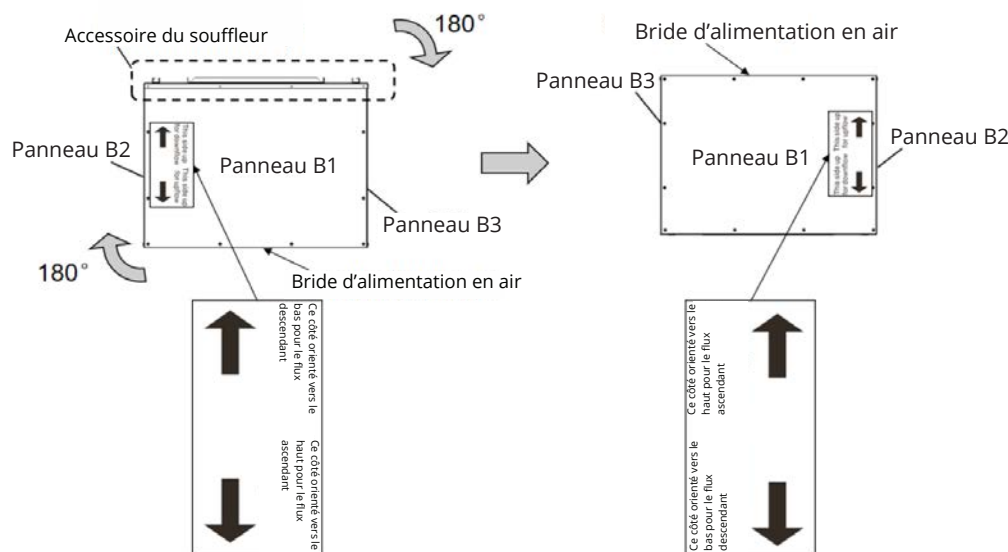 180°
Accessoire du souffleur
Bride d’alimentation en air
Panneau B3
Panneau B2
This side up
for downflow
This side up
for upflow
Panneau B1
Panneau B1
This side up
for downflow
This side up
for upflow
Panneau B2
Panneau B3
180°
Bride d’alimentation en air
Ce côté orienté vers le
bas pour le flux
descendant
Ce côté orienté vers le
haut pour le flux
ascendant
Ce côté orienté vers le
haut pour le flux
ascendant
Ce côté orienté vers le
bas pour le flux
descendant